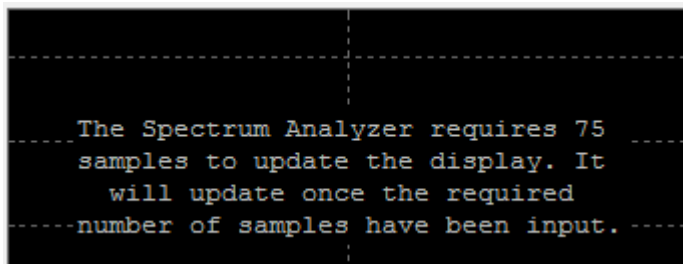 The Spectrum Analyzer requires 75
samples to update the display. It
will update once the required
number of samples have been input.